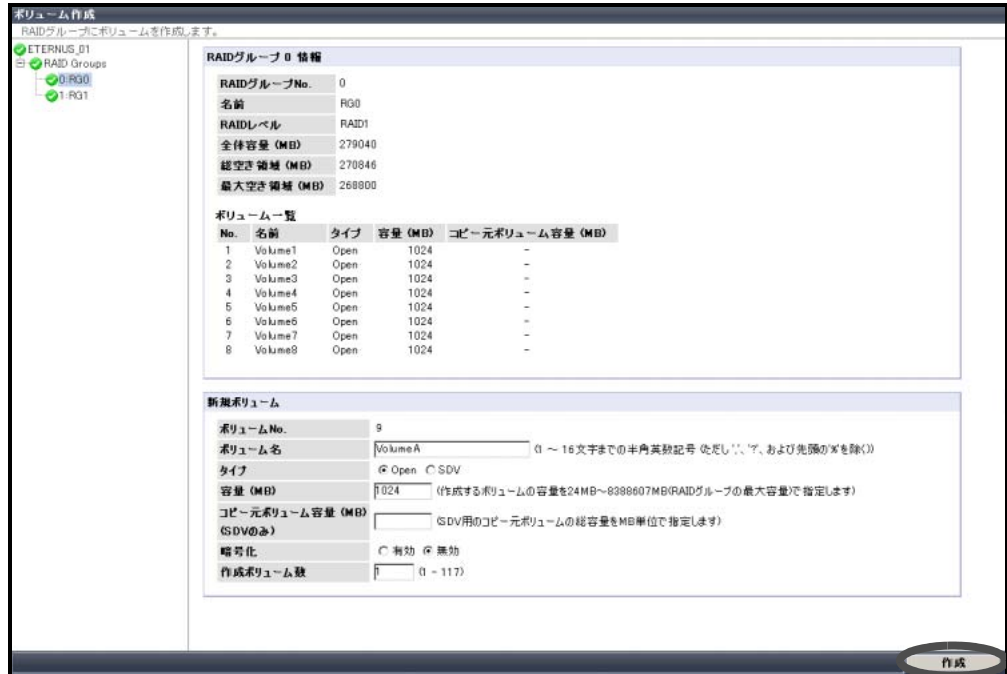 ボリューム作成
RAIDグループにボリュームを作成します。
ETERNUS_01
RAID Groups
0:RG0
1:RG1
RAIDグループ 0 情報
RAIDグループNo. 0
名前 RG0
RAIDレベル RAID1
全体容量 (MB) 279040
総空き領域 (MB) 270846
最大空き領域 (MB) 268800
ボリューム一覧
No. 名前 タイプ 容量 (MB) コピー元ボリューム容量 (MB)
1 Volume1 Open 1024 -
2 Volume2 Open 1024 -
3 Volume3 Open 1024 -
4 Volume4 Open 1024 -
5 Volume5 Open 1024 -
6 Volume6 Open 1024 -
7 Volume7 Open 1024 -
8 Volume8 Open 1024 -
新規ボリューム
ボリュームNo. 9
ボリューム名 VolumeA (1 ～ 16文字までの半角英数記号 (ただし 、'?'、および先頭の'を除く))
タイプ Open SDV
容量 (MB) 1024 (作成するボリュームの容量を24MB～8388607MB(RAIDグループの最大容量)で指定します)
コピー元ボリューム容量 (MB) (SDV用のコピー元ボリュームの総容量をMB単位で指定します)
(SDVのみ)
暗号化 有効 無効
作成ボリューム数 1 (1 - 117)
作成